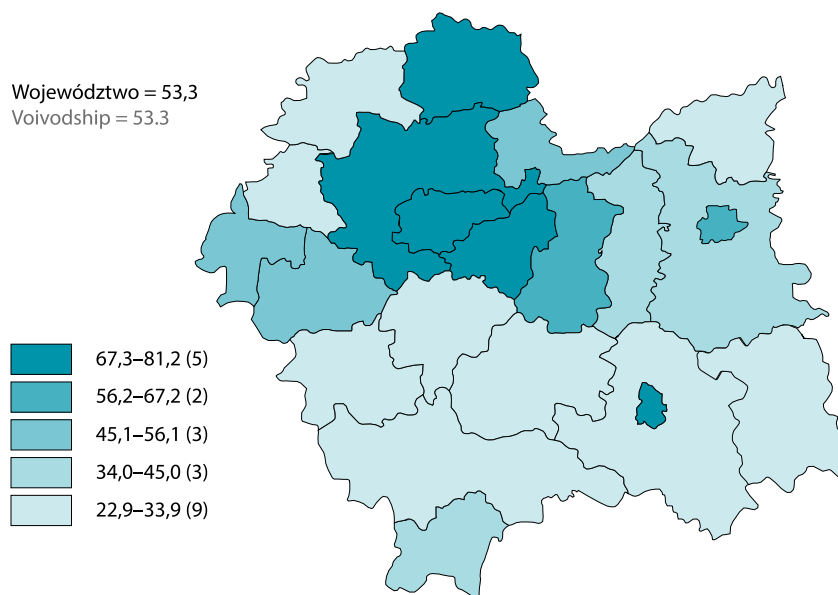 Województwo = 53,3
Voivodship = 53.3
67,3–81,2 (5)
56,2–67,2 (2)
45,1–56,1 (3)
34,0–45,0 (3)
22,9–33,9 (9)